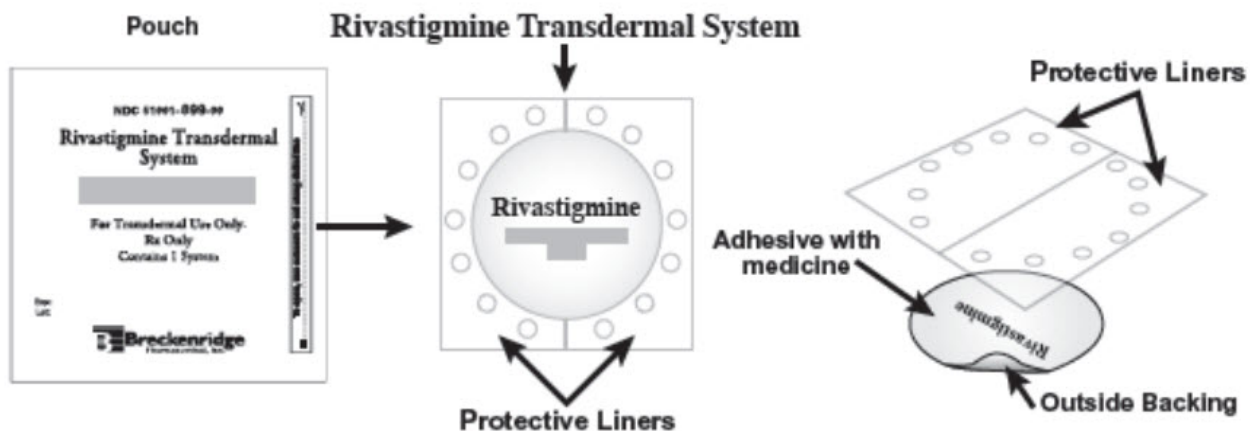 Pouch
Rivastigmine Transdermal System
Rivastigmine Transdermal
System
For Transdermal Use Only.
Rx Only
Contains 1 System
Breckenridge
Rivastigmine
Protective Liners
Protective Liners
Adhesive with
medicine
Rivastigmine
Outside Backing